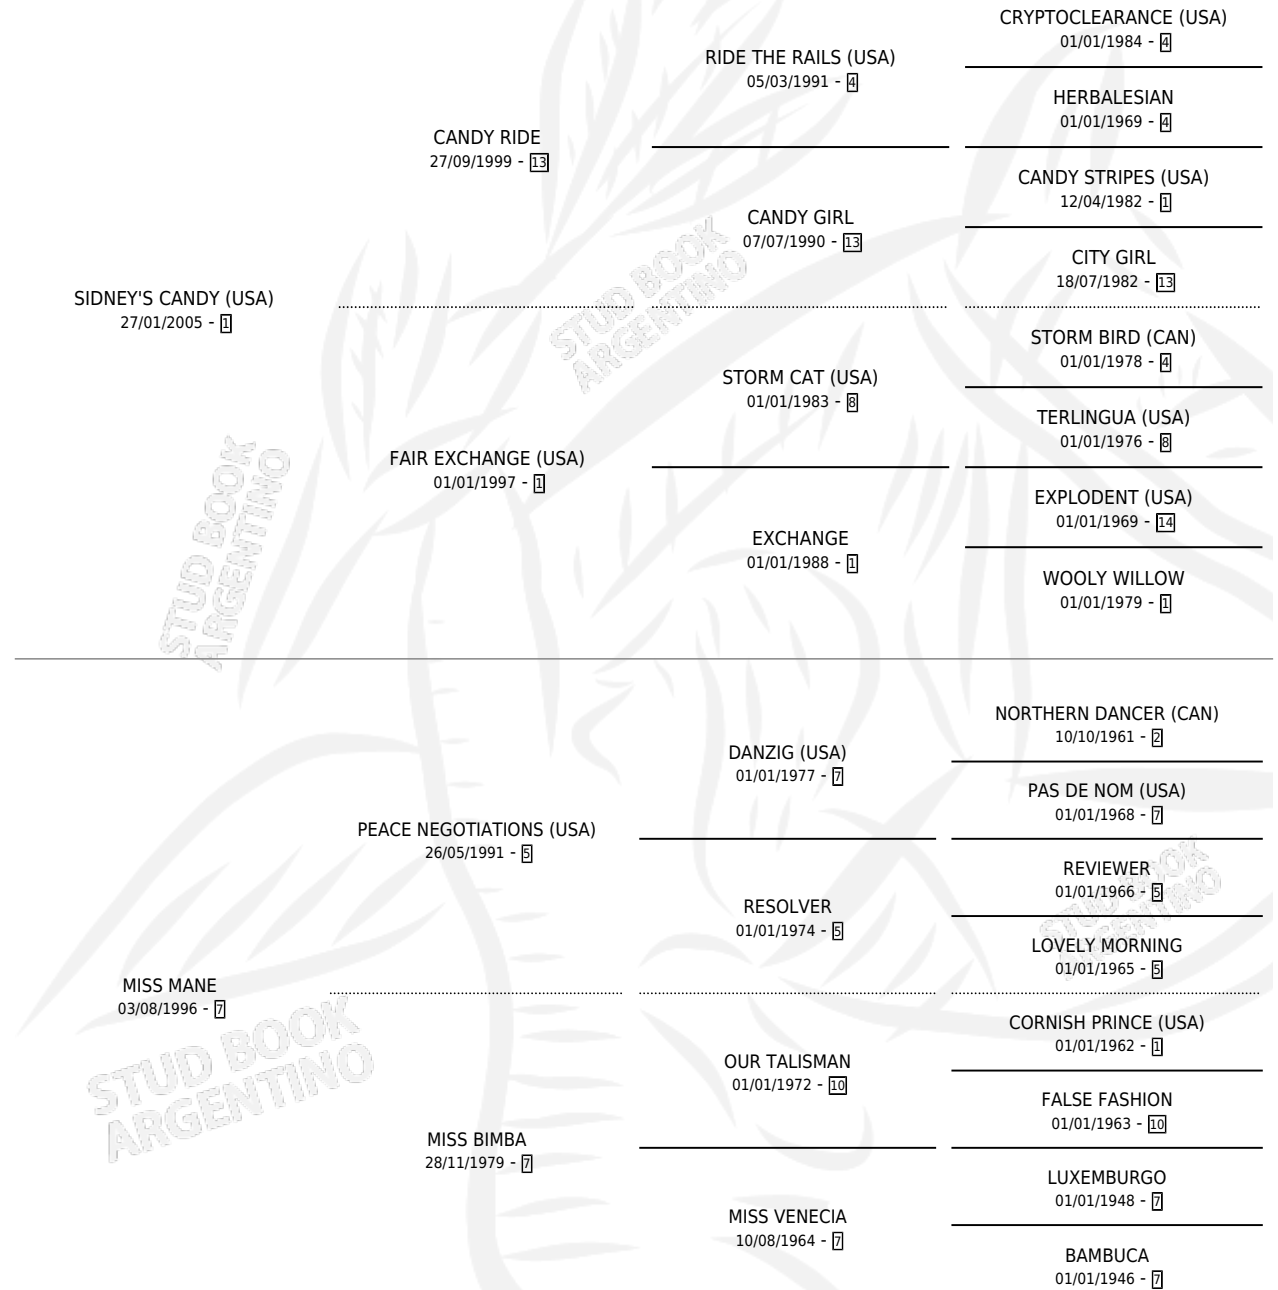 CRYPTOCLEARANCE (USA)
01/01/1984 - 4
RIDE THE RAILS (USA)
05/03/1991 - 4
HERBALESIAN
01/01/1969 - 4
CANDY RIDE
27/09/1999 - 13
CANDY STRIPES (USA)
12/04/1982 - 1
CANDY GIRL
07/07/1990 - 13
CITY GIRL
18/07/1982 - 13
SIDNEY'S CANDY (USA)
27/01/2005 - 1
STORM BIRD (CAN)
01/01/1978 - 4
STORM CAT (USA)
01/01/1983 - 8
TERLINGUA (USA)
01/01/1976 - 8
FAIR EXCHANGE (USA)
01/01/1997 - 1
EXPLODENT (USA)
01/01/1969 - 14
EXCHANGE
01/01/1988 - 1
WOOLY WILLOW
01/01/1979 - 1
STUD BOOK
ARGENTINO
STUD BOOK
ARGENTINO
NORTHERN DANCER (CAN)
10/10/1961 - 2
DANZIG (USA)
01/01/1977 - 7
PAS DE NOM (USA)
01/01/1968 - 7
PEACE NEGOTIATIONS (USA)
26/05/1991 - 5
REVIEWER
01/01/1966 - 5
RESOLVER
01/01/1974 - 5
LOVELY MORNING
01/01/1965 - 5
MISS MANE
03/08/1996 - 7
CORNISH PRINCE (USA)
01/01/1962 - 1
OUR TALISMAN
01/01/1972 - 10
FALSE FASHION
01/01/1963 - 10
MISS BIMBA
28/11/1979 - 7
LUXEMBURGO
01/01/1948 - 7
MISS VENECIA
10/08/1964 - 7
BAMBUCA
01/01/1946 - 7
STUD BOOK
ARGENTINO
STUD BOOK
ARGENTINO